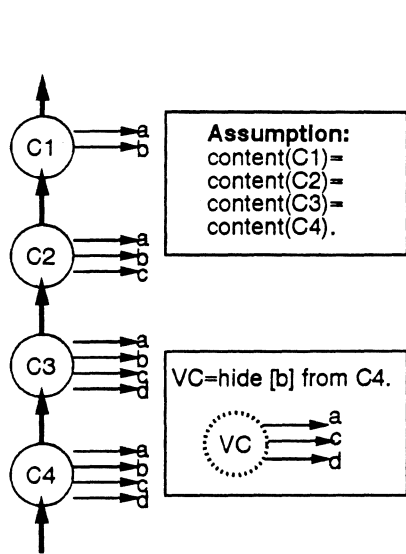 C1
a
b
C2
a
b
c
C3
a
b
c
d
C4
a
b
c
d
Assumption:
content(C1)=
content(C2)=
content(C3)=
content(C4).
VC=hide [b] from C4.
VC
a
c
d